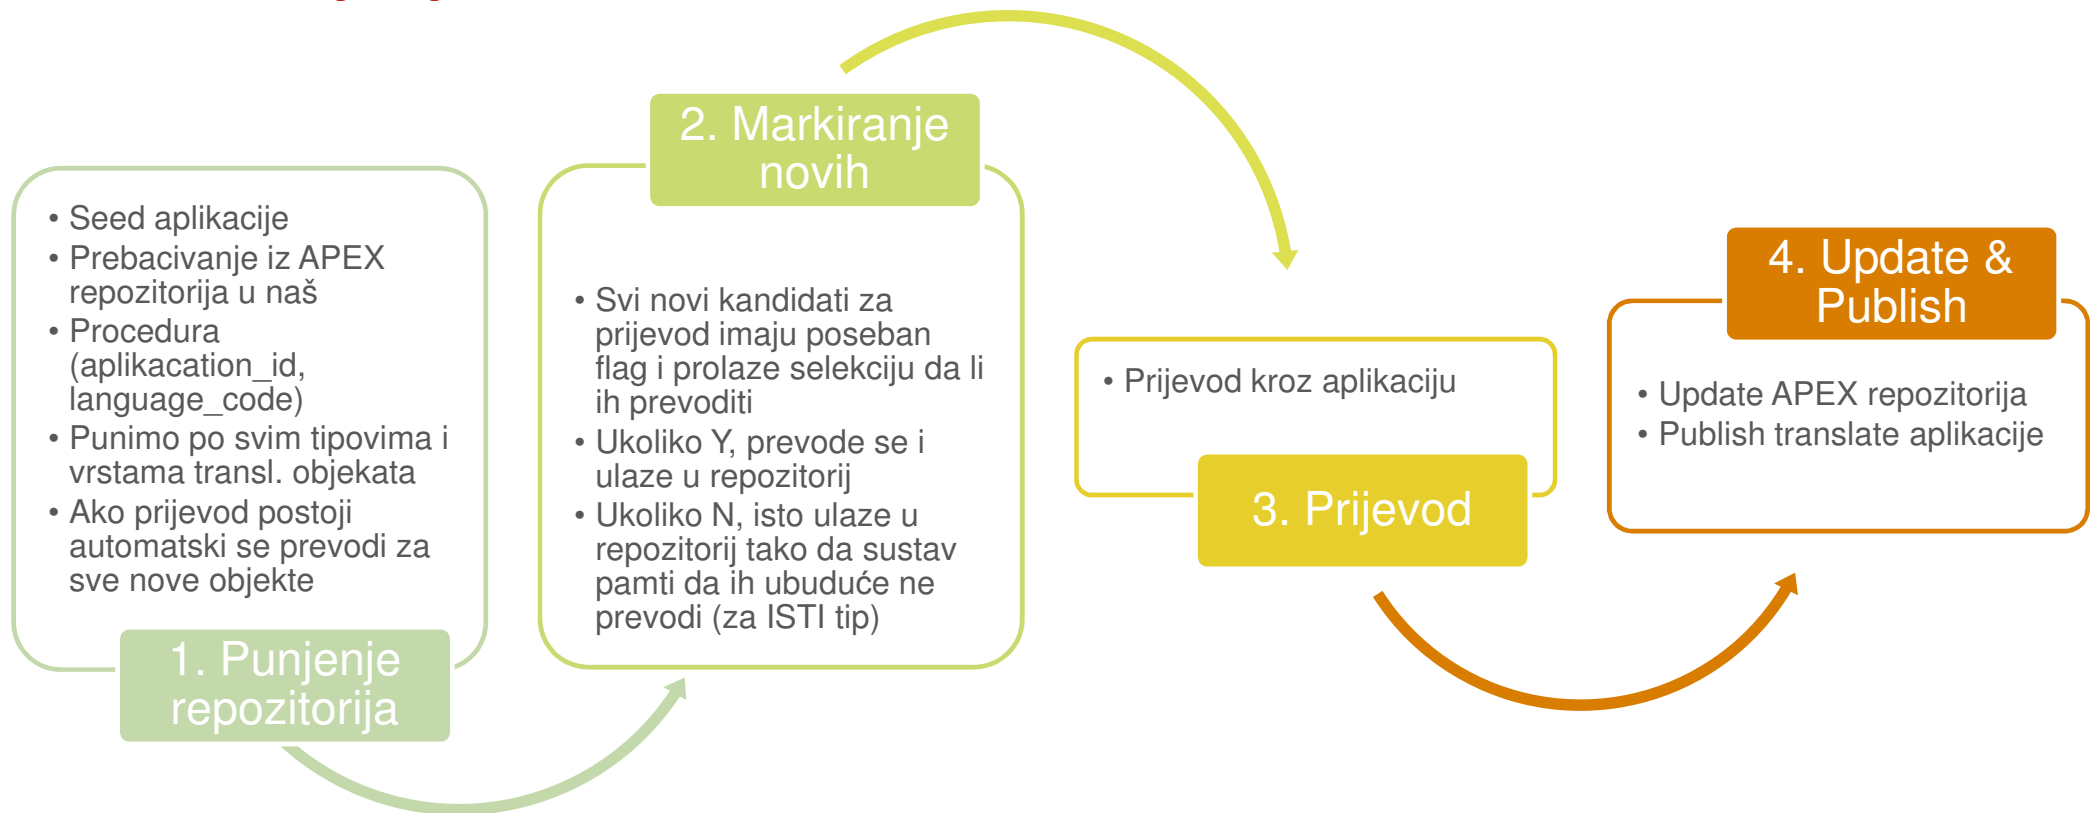 • Seed aplikacije
• Prebacivanje iz APEX
repozitorija u naš
• Procedura
(aplikacation_id,
language_code)
• Punimo po svim tipovima i
vrstama transl. objekata
• Ako prijevod postoji
automatski se prevodi za
sve nove objekte
1. Punjenje
repozitorija
2. Markiranje
novih
• Svi novi kandidati za
prijevod imaju poseban
flag i prolaze selekciju da li
ih prevoditi
• Ukoliko Y, prevode se i
ulaze u repozitorij
• Ukoliko N, isto ulaze u
repozitorij tako da sustav
pamti da ih ubuduće ne
prevodi (za ISTI tip)
• Prijevod kroz aplikaciju
3. Prijevod
4. Update &
Publish
• Update APEX repozitorija
• Publish translate aplikacije